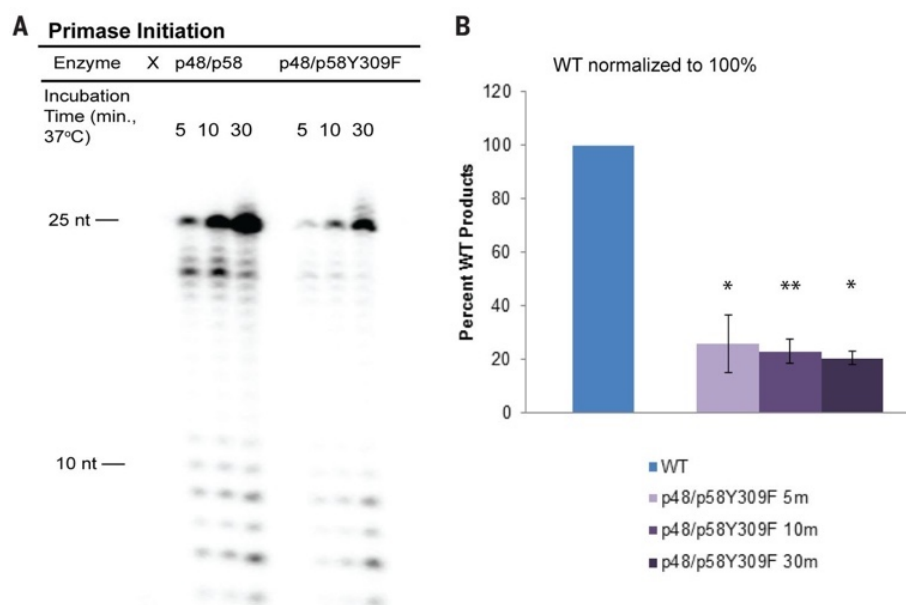 A Primase Initiation
Enzyme X p48/p58 p48/p58Y309F
Incubation
Time (min.,
37°C)
5 10 30 5 10 30
25 nt
10 nt
B
WT normalized to 100%
Percent WT Products
120
100
80
60
40
20
0
* ** *
WT
p48/p58Y309F 5m
p48/p58Y309F 10m
p48/p58Y309F 30m